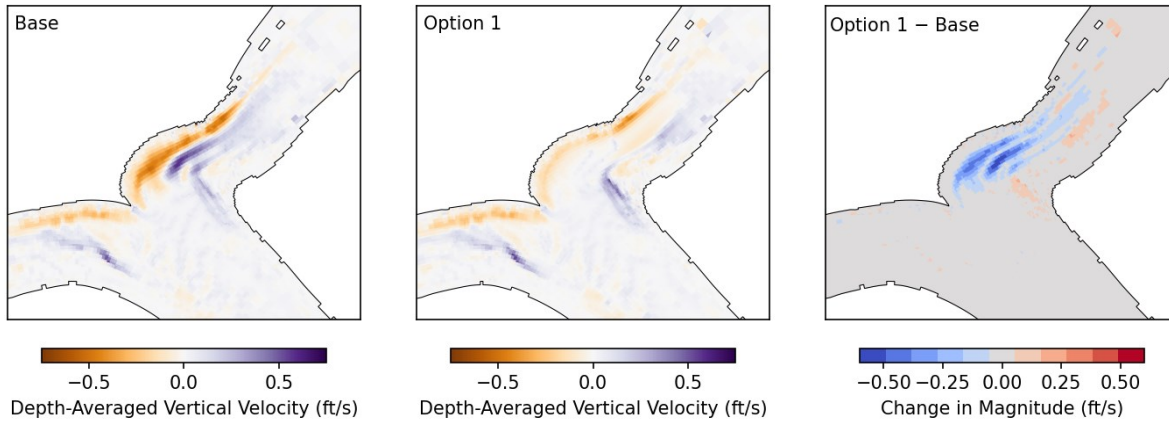 Base
Option 1
Option 1 − Base
−0.5 0.0 0.5
Depth-Averaged Vertical Velocity (ft/s)
−0.5 0.0 0.5
Depth-Averaged Vertical Velocity (ft/s)
−0.50 −0.25 0.00 0.25 0.50
Change in Magnitude (ft/s)